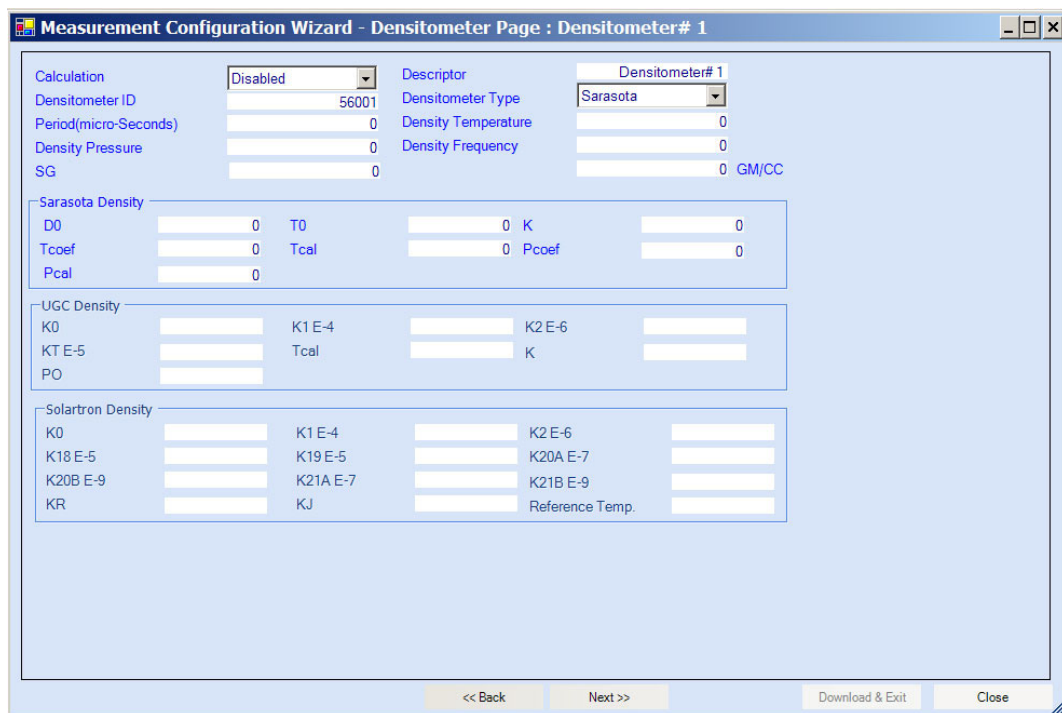 Measurement Configuration Wizard - Densitometer Page : Densitometer# 1
Calculation Disabled Descriptor Densitometer# 1
Densitometer ID 56001 Densitometer Type Sarasota
Period(micro-Seconds) 0 Density Temperature 0
Density Pressure 0 Density Frequency 0
SG 0 0 GM/CC
Sarasota Density
D0 0 T0 0 K 0
Tcoef 0 Tcal 0 Pcoef 0
Pcal 0
UGC Density
K0 K1 E-4 K2 E-6
KT E-5 Tcal K
PO
Solartron Density
K0 K1 E-4 K2 E-6
K18 E-5 K19 E-5 K20A E-7
K20B E-9 K21A E-7 K21B E-9
KR KJ Reference Temp.
<< Back Next >> Download & Exit Close